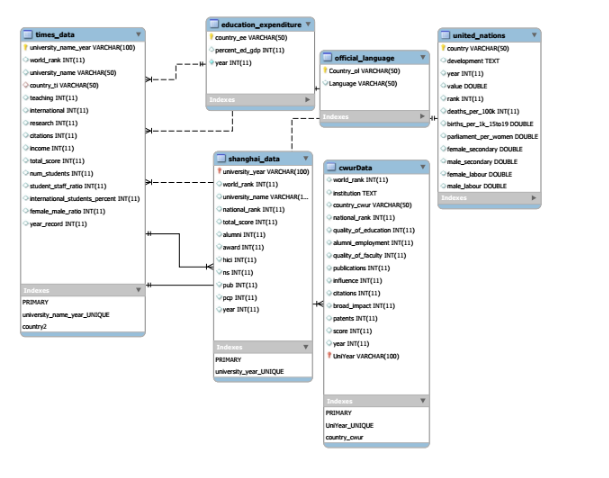 times_data
university_name_year VARCHAR(100)
world_rank INT(11)
university_name VARCHAR(50)
country_ti VARCHAR(50)
teaching INT(11)
international INT(11)
research INT(11)
citations INT(11)
income INT(11)
total_score INT(11)
num_students INT(11)
student_staff_ratio INT(11)
international_students_percent INT(11)
female_male_ratio INT(11)
year_record INT(11)
Indexes
PRIMARY
university_name_year_UNIQUE
country2
education_expenditure
country_ee VARCHAR(50)
percent_ed_gdp INT(11)
year INT(11)
Indexes
official_language
Country_ol VARCHAR(50)
Language VARCHAR(50)
Indexes
united_nations
country VARCHAR(50)
development TEXT
year INT(11)
value DOUBLE
rank INT(11)
deaths_per_100k INT(11)
births_per_1k_15to19 DOUBLE
parliament_per_women DOUBLE
female_secondary DOUBLE
male_secondary DOUBLE
female_labour DOUBLE
male_labour DOUBLE
Indexes
shanghai_data
university_year VARCHAR(100)
world_rank INT(11)
university_name VARCHAR(1...
national_rank INT(11)
total_score INT(11)
alumni INT(11)
award INT(11)
hici INT(11)
ns INT(11)
pub INT(11)
pcp INT(11)
year INT(11)
Indexes
PRIMARY
university_year_UNIQUE
cwurData
world_rank INT(11)
institution TEXT
country_cwur VARCHAR(50)
national_rank INT(11)
quality_of_education INT(11)
alumni_employment INT(11)
quality_of_faculty INT(11)
publications INT(11)
influence INT(11)
citations INT(11)
broad_impact INT(11)
patents INT(11)
score INT(11)
year INT(11)
UniYear VARCHAR(100)
Indexes
PRIMARY
UniYear_UNIQUE
country_cwur